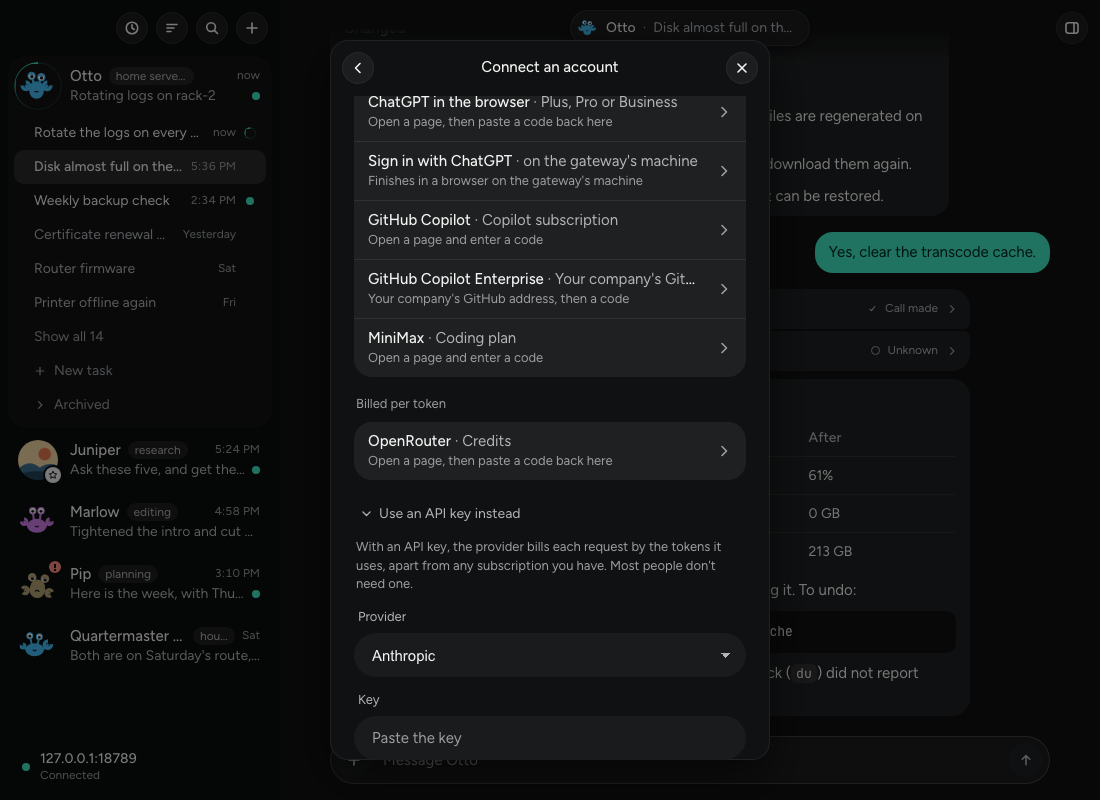 Otto · Disk almost full on th...
Otto home serve... now
Rotating logs on rack-2
Rotate the logs on every ... now
Disk almost full on the... 5:36 PM
Weekly backup check 2:34 PM
Certificate renewal ... Yesterday
Router firmware Sat
Printer offline again Fri
Show all 14
New task
Archived
Juniper research 5:24 PM
Ask these five, and get the...
Marlow editing 4:58 PM
Tightened the intro and cut ...
Pip planning 3:10 PM
Here is the week, with Thu...
Quartermaster ... hou... Sat
Both are on Saturday's route,...
127.0.0.1:18789
Connected
Connect an account
ChatGPT in the browser · Plus, Pro or Business
Open a page, then paste a code back here
Sign in with ChatGPT · on the gateway's machine
Finishes in a browser on the gateway's machine
GitHub Copilot · Copilot subscription
Open a page and enter a code
GitHub Copilot Enterprise · Your company's Git...
Your company's GitHub address, then a code
MiniMax · Coding plan
Open a page and enter a code
Billed per token
OpenRouter · Credits
Open a page, then paste a code back here
Use an API key instead
With an API key, the provider bills each request by the tokens it
uses, apart from any subscription you have. Most people don't
need one.
Provider
Anthropic
Key
Paste the key
iles are regenerated on
download them again.
can be restored.
Yes, clear the transcode cache.
Call made
Unknown
After
61%
0 GB
213 GB
g it. To undo:
che
ck ( du ) did not report
Message Otto